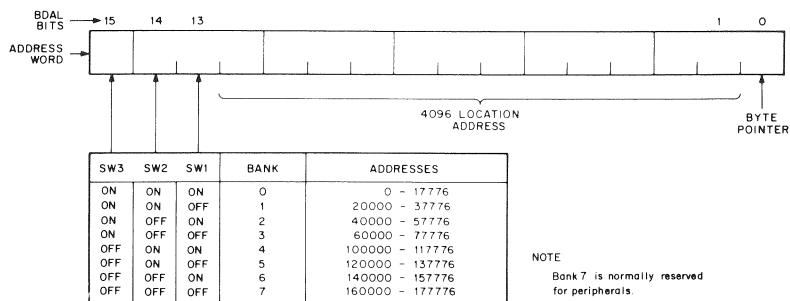 BDAL
BITS
15 14 13 1 0
ADDRESS
WORD
4096 LOCATION
ADDRESS
BYTE
POINTER
SW3 SW2 SW1 BANK ADDRESSES
ON ON ON 0 0 - 17776
ON ON OFF 1 20000 - 37776
ON OFF ON 2 40000 - 57776
ON OFF OFF 3 60000 - 77776
OFF ON ON 4 100000 - 117776
OFF ON OFF 5 120000 - 137776
OFF OFF ON 6 140000 - 157776
OFF OFF OFF 7 160000 - 177776
NOTE
Bank 7 is normally reserved
for peripherals.